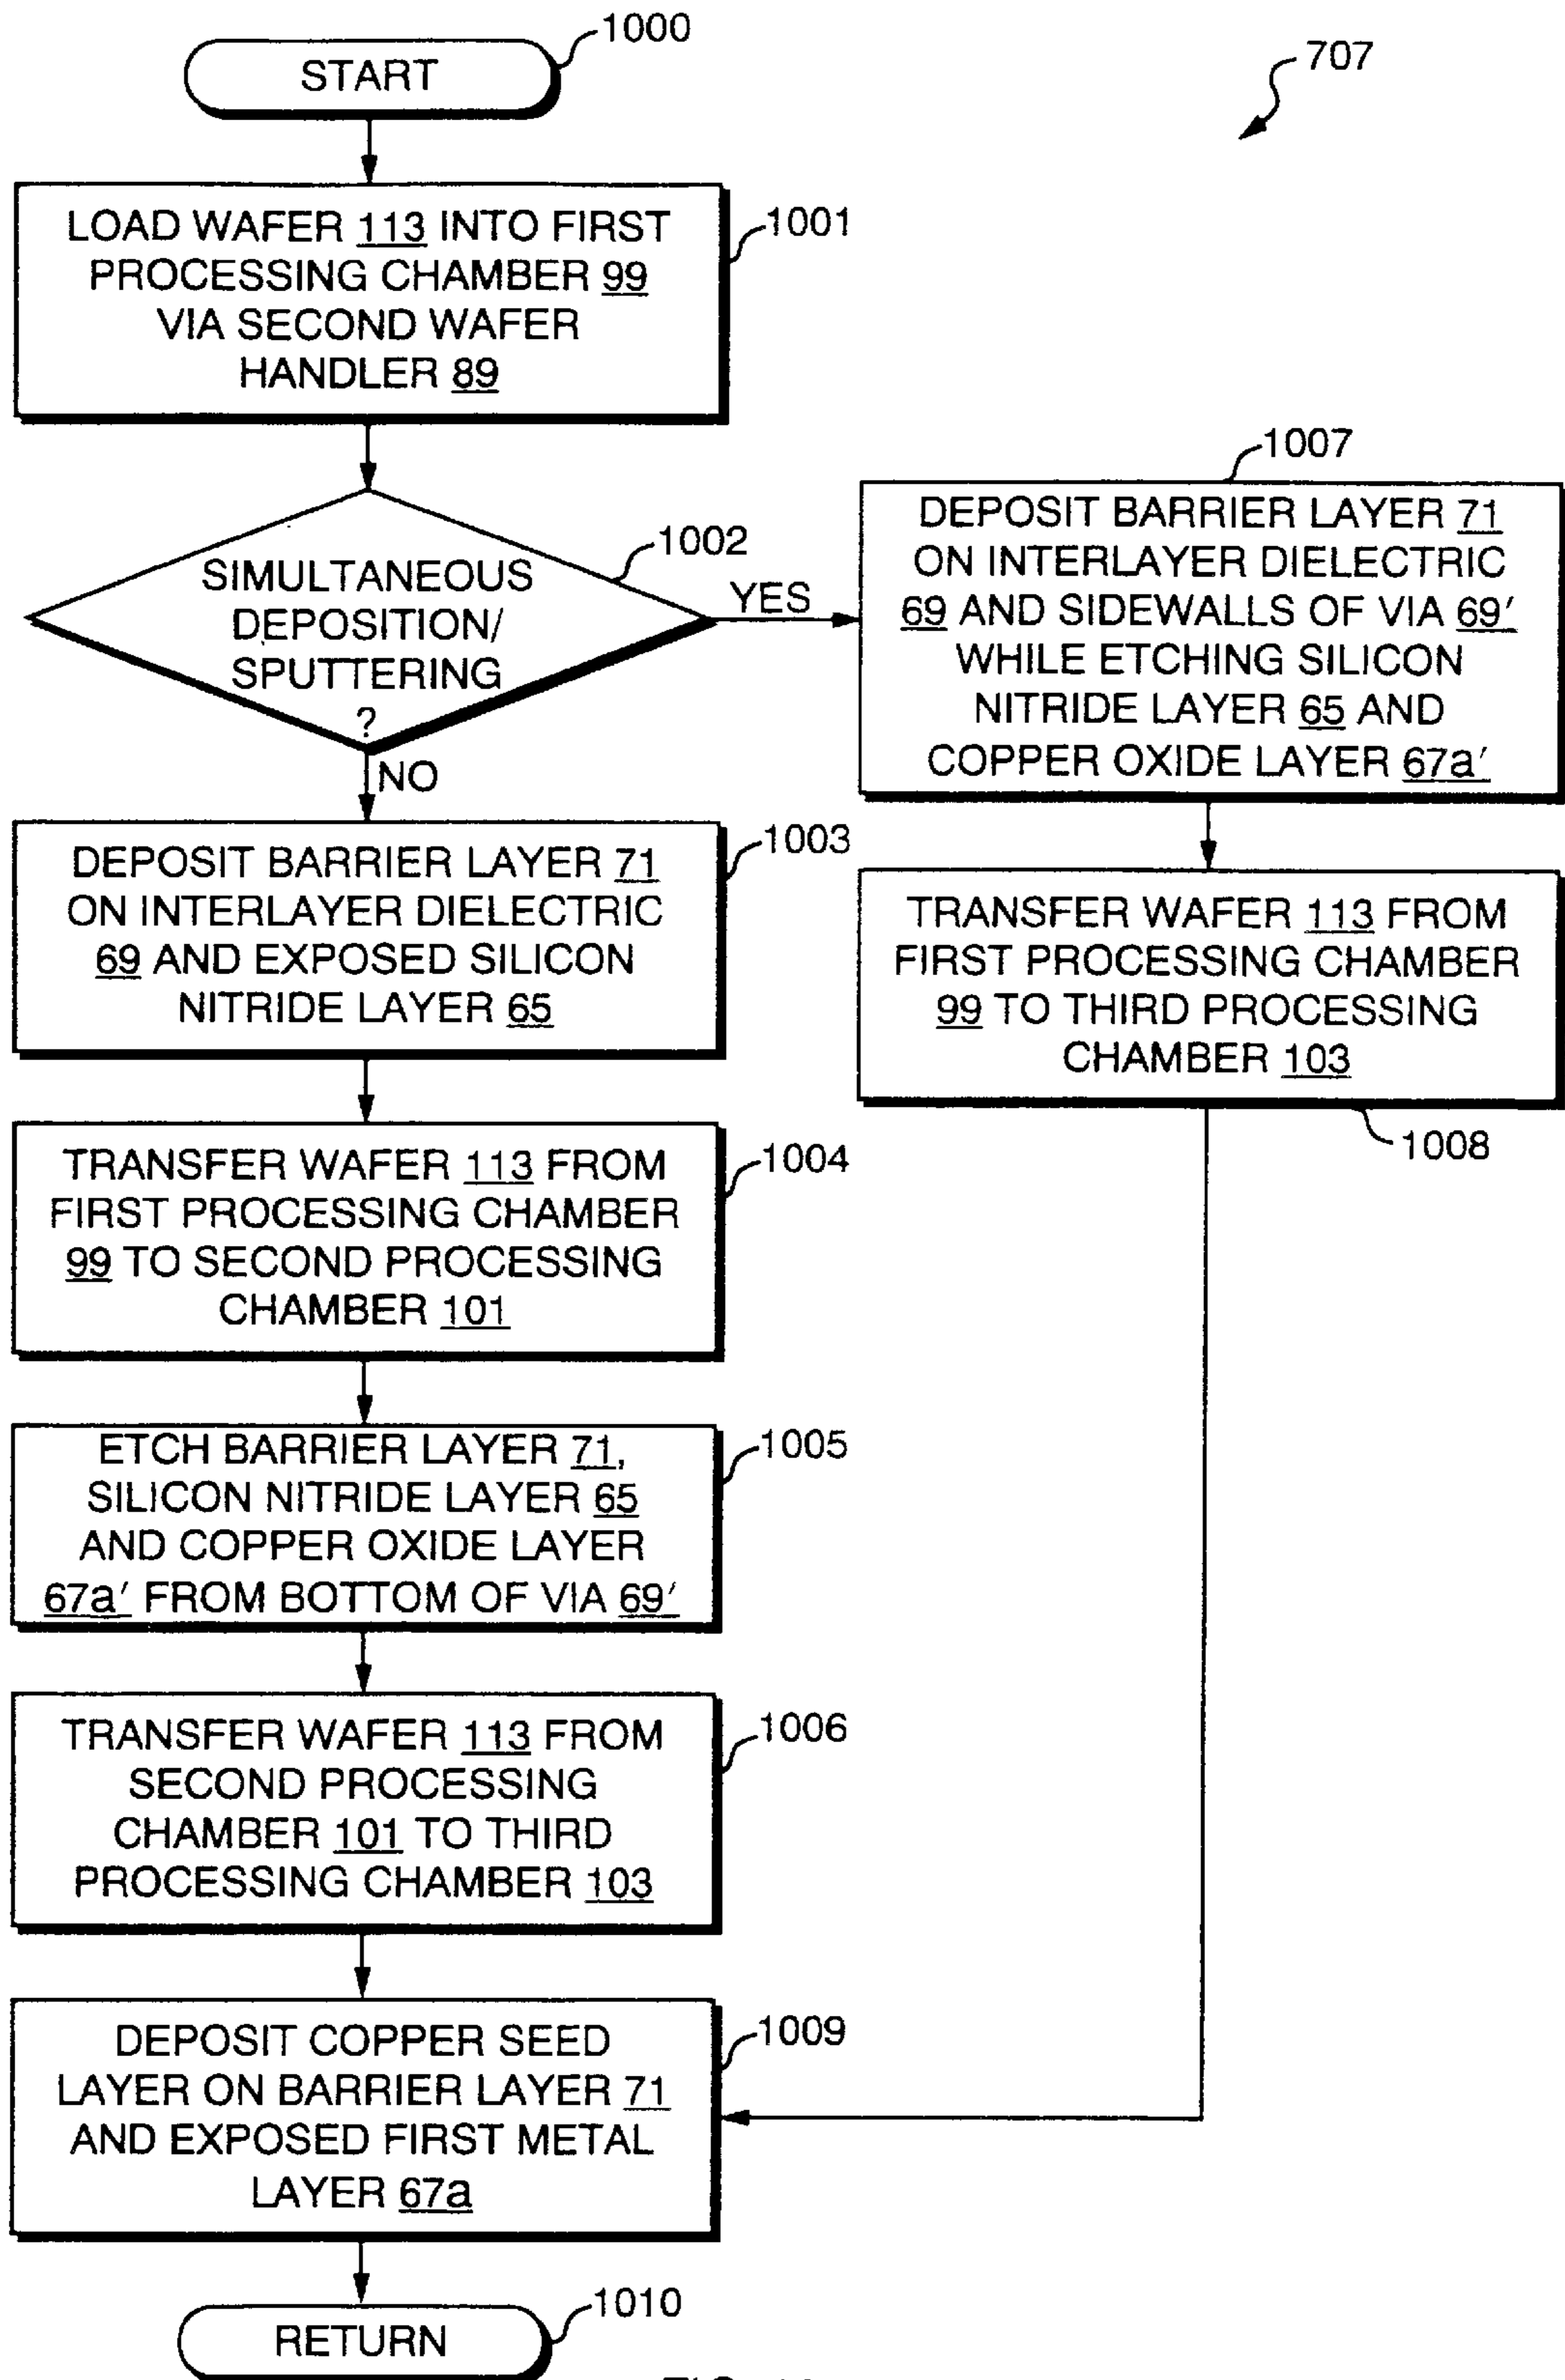 START
1000
707
LOAD WAFER 113 INTO FIRST
PROCESSING CHAMBER 99
VIA SECOND WAFER
HANDLER 89
1001
SIMULTANEOUS
DEPOSITION/
SPUTTERING
?
1002
YES
NO
1007
DEPOSIT BARRIER LAYER 71
ON INTERLAYER DIELECTRIC
69 AND SIDEWALLS OF VIA 69'
WHILE ETCHING SILICON
NITRIDE LAYER 65 AND
COPPER OXIDE LAYER 67a'
DEPOSIT BARRIER LAYER 71
ON INTERLAYER DIELECTRIC
69 AND EXPOSED SILICON
NITRIDE LAYER 65
1003
TRANSFER WAFER 113 FROM
FIRST PROCESSING CHAMBER
99 TO THIRD PROCESSING
CHAMBER 103
1008
TRANSFER WAFER 113 FROM
FIRST PROCESSING CHAMBER
99 TO SECOND PROCESSING
CHAMBER 101
1004
ETCH BARRIER LAYER 71,
SILICON NITRIDE LAYER 65
AND COPPER OXIDE LAYER
67a' FROM BOTTOM OF VIA 69'
1005
TRANSFER WAFER 113 FROM
SECOND PROCESSING
CHAMBER 101 TO THIRD
PROCESSING CHAMBER 103
1006
DEPOSIT COPPER SEED
LAYER ON BARRIER LAYER 71
AND EXPOSED FIRST METAL
LAYER 67a
1009
RETURN
1010